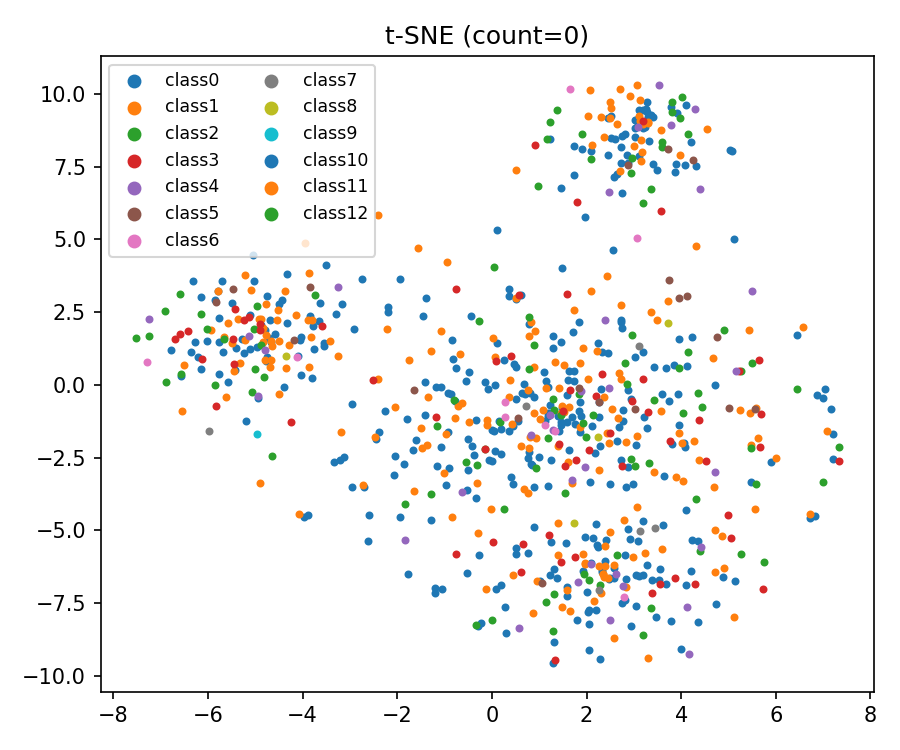 t-SNE (count=0)
class0
class1
class2
class3
class4
class5
class6
class7
class8
class9
class10
class11
class12
10.0
7.5
5.0
2.5
0.0
−2.5
−5.0
−7.5
−10.0
−8 −6 −4 −2 0 2 4 6 8